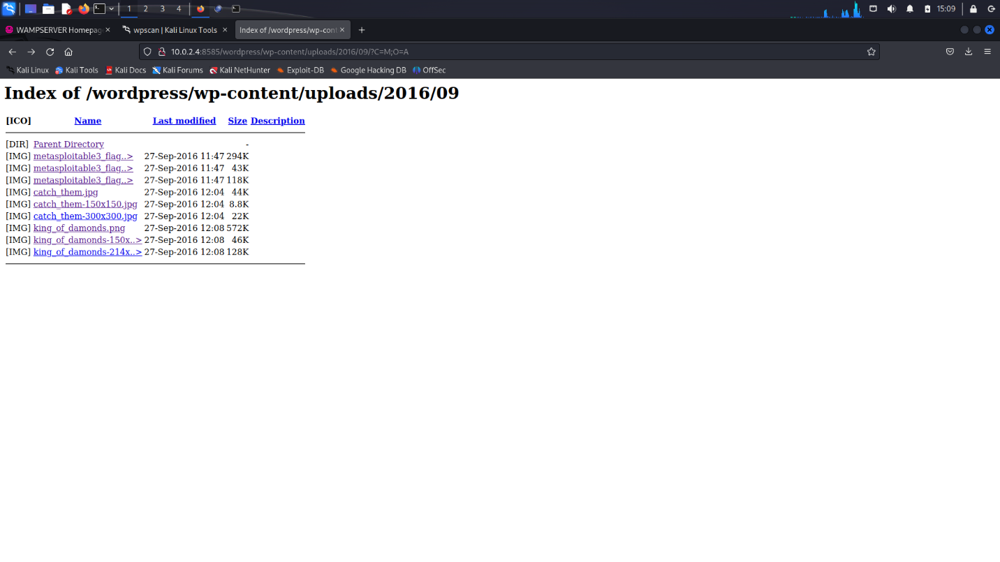 1 2 3 4 15:09
WAMPSERVER Homepag
wpscan | Kali Linux Tools
Index of /wordpress/wp-cont
10.0.2.4:8585/wordpress/wp-content/uploads/2016/09/?C=M;O=A
Kali Linux Kali Tools Kali Docs Kali Forums Kali NetHunter Exploit-DB Google Hacking DB OffSec
Index of /wordpress/wp-content/uploads/2016/09
[ICO] Name Last modified Size Description
[DIR] Parent Directory -
[IMG] metasploitable3_flag..> 27-Sep-2016 11:47 294K
[IMG] metasploitable3_flag..> 27-Sep-2016 11:47 43K
[IMG] metasploitable3_flag..> 27-Sep-2016 11:47 118K
[IMG] catch_them.jpg 27-Sep-2016 12:04 44K
[IMG] catch_them-150x150.jpg 27-Sep-2016 12:04 8.8K
[IMG] catch_them-300x300.jpg 27-Sep-2016 12:04 22K
[IMG] king_of_damonds.png 27-Sep-2016 12:08 572K
[IMG] king_of_damonds-150x..> 27-Sep-2016 12:08 46K
[IMG] king_of_damonds-214x..> 27-Sep-2016 12:08 128K